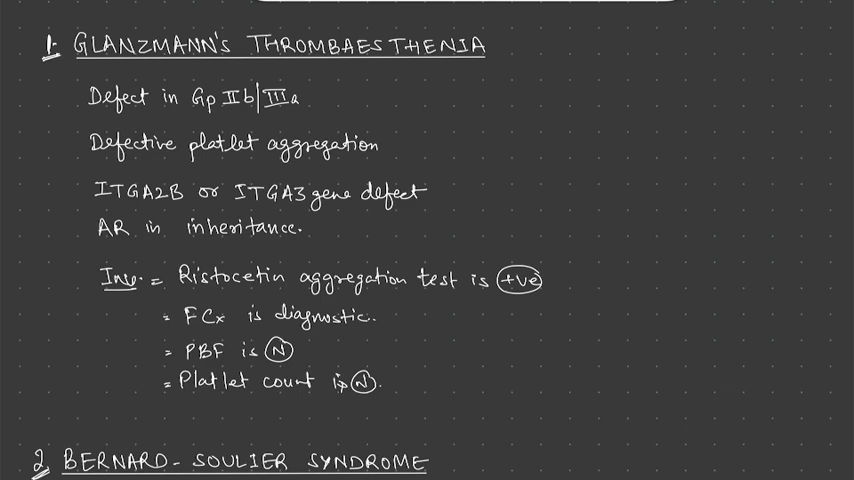 1. GLANZMANN'S THROMBAESTHENIA
Defect in Gp IIb/IIIa
Defective platlet aggregation
ITGA2B or ITGA3 gene defect
AR in inheritance.
Inv. = Ristocetin aggregation test is +ve
= FCx is diagnostic.
= PBF is N
= Platlet count is N.
2 BERNARD-SOULIER SYNDROME